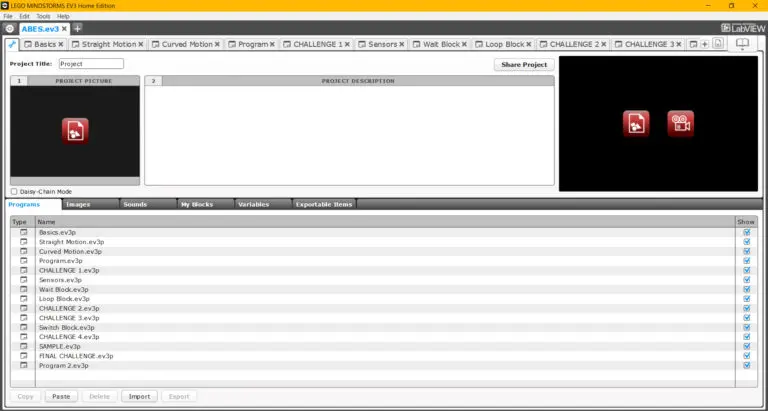 LEGO MINDSTORMS EV3 Home Edition
File Edit Tools Help
ABES.ev3
LabVIEW
Basics Straight Motion Curved Motion Program CHALLENGE 1 Sensors Wait Block Loop Block CHALLENGE 2 CHALLENGE 3
Project Title: Project
Share Project
1 PROJECT PICTURE 2 PROJECT DESCRIPTION
Daisy-Chain Mode
Programs Images Sounds My Blocks Variables Exportable Items
Type Name Show
Basics.ev3p
Straight Motion.ev3p
Curved Motion.ev3p
Program.ev3p
CHALLENGE 1.ev3p
Sensors.ev3p
Wait Block.ev3p
Loop Block.ev3p
CHALLENGE 2.ev3p
CHALLENGE 3.ev3p
Switch Block.ev3p
CHALLENGE 4.ev3p
SAMPLE.ev3p
FINAL CHALLENGE.ev3p
Program 2.ev3p
Copy Paste Delete Import Export